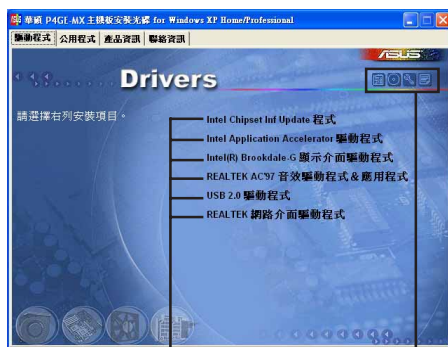 華碩 P4GE-MX 主機板安裝光碟 for Windows XP Home/Professional
驅動程式 公用程式 產品資訊 聯絡資訊
ASUS
Drivers
請選擇右列安裝項目。
Intel Chipset Inf Update 程式
Intel Application Accelerator 驅動程式
Intel(R) Brookdale-G 顯示介面驅動程式
REALTEK AC'97 音效驅動程式 & 應用程式
USB 2.0 驅動程式
REALTEK 網路介面驅動程式